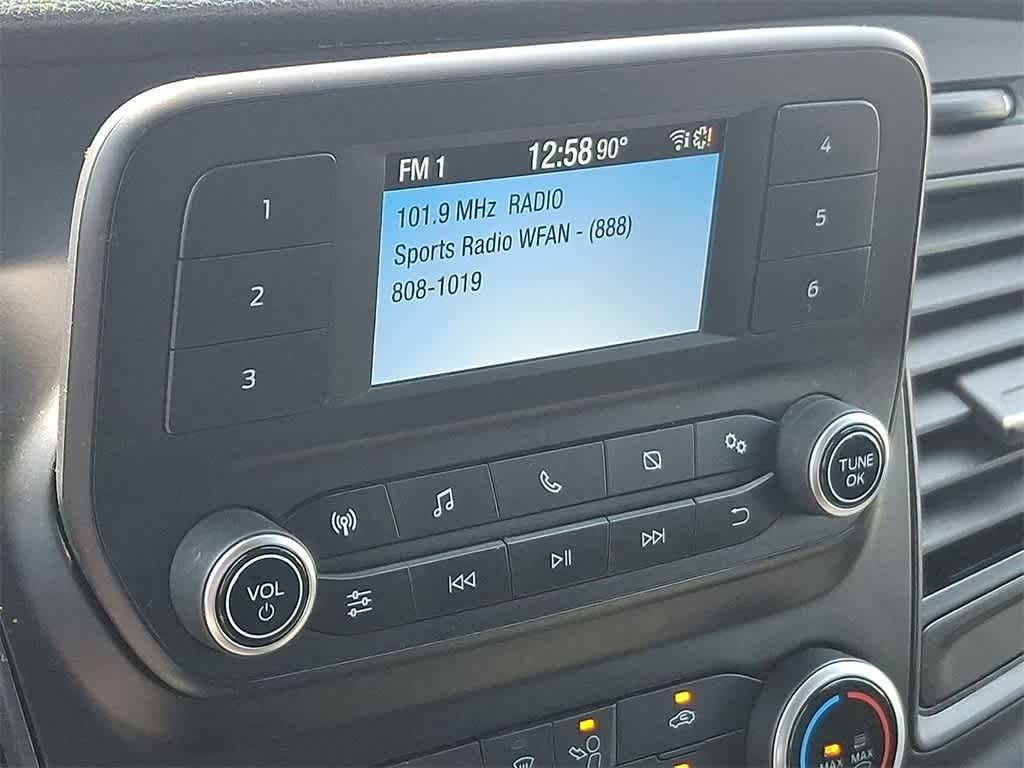 FM 1 12:58 90°
101.9 MHz RADIO
Sports Radio WFAN - (888)
808-1019
1
2
3
4
5
6
TUNE
OK
VOL
MAX MAX